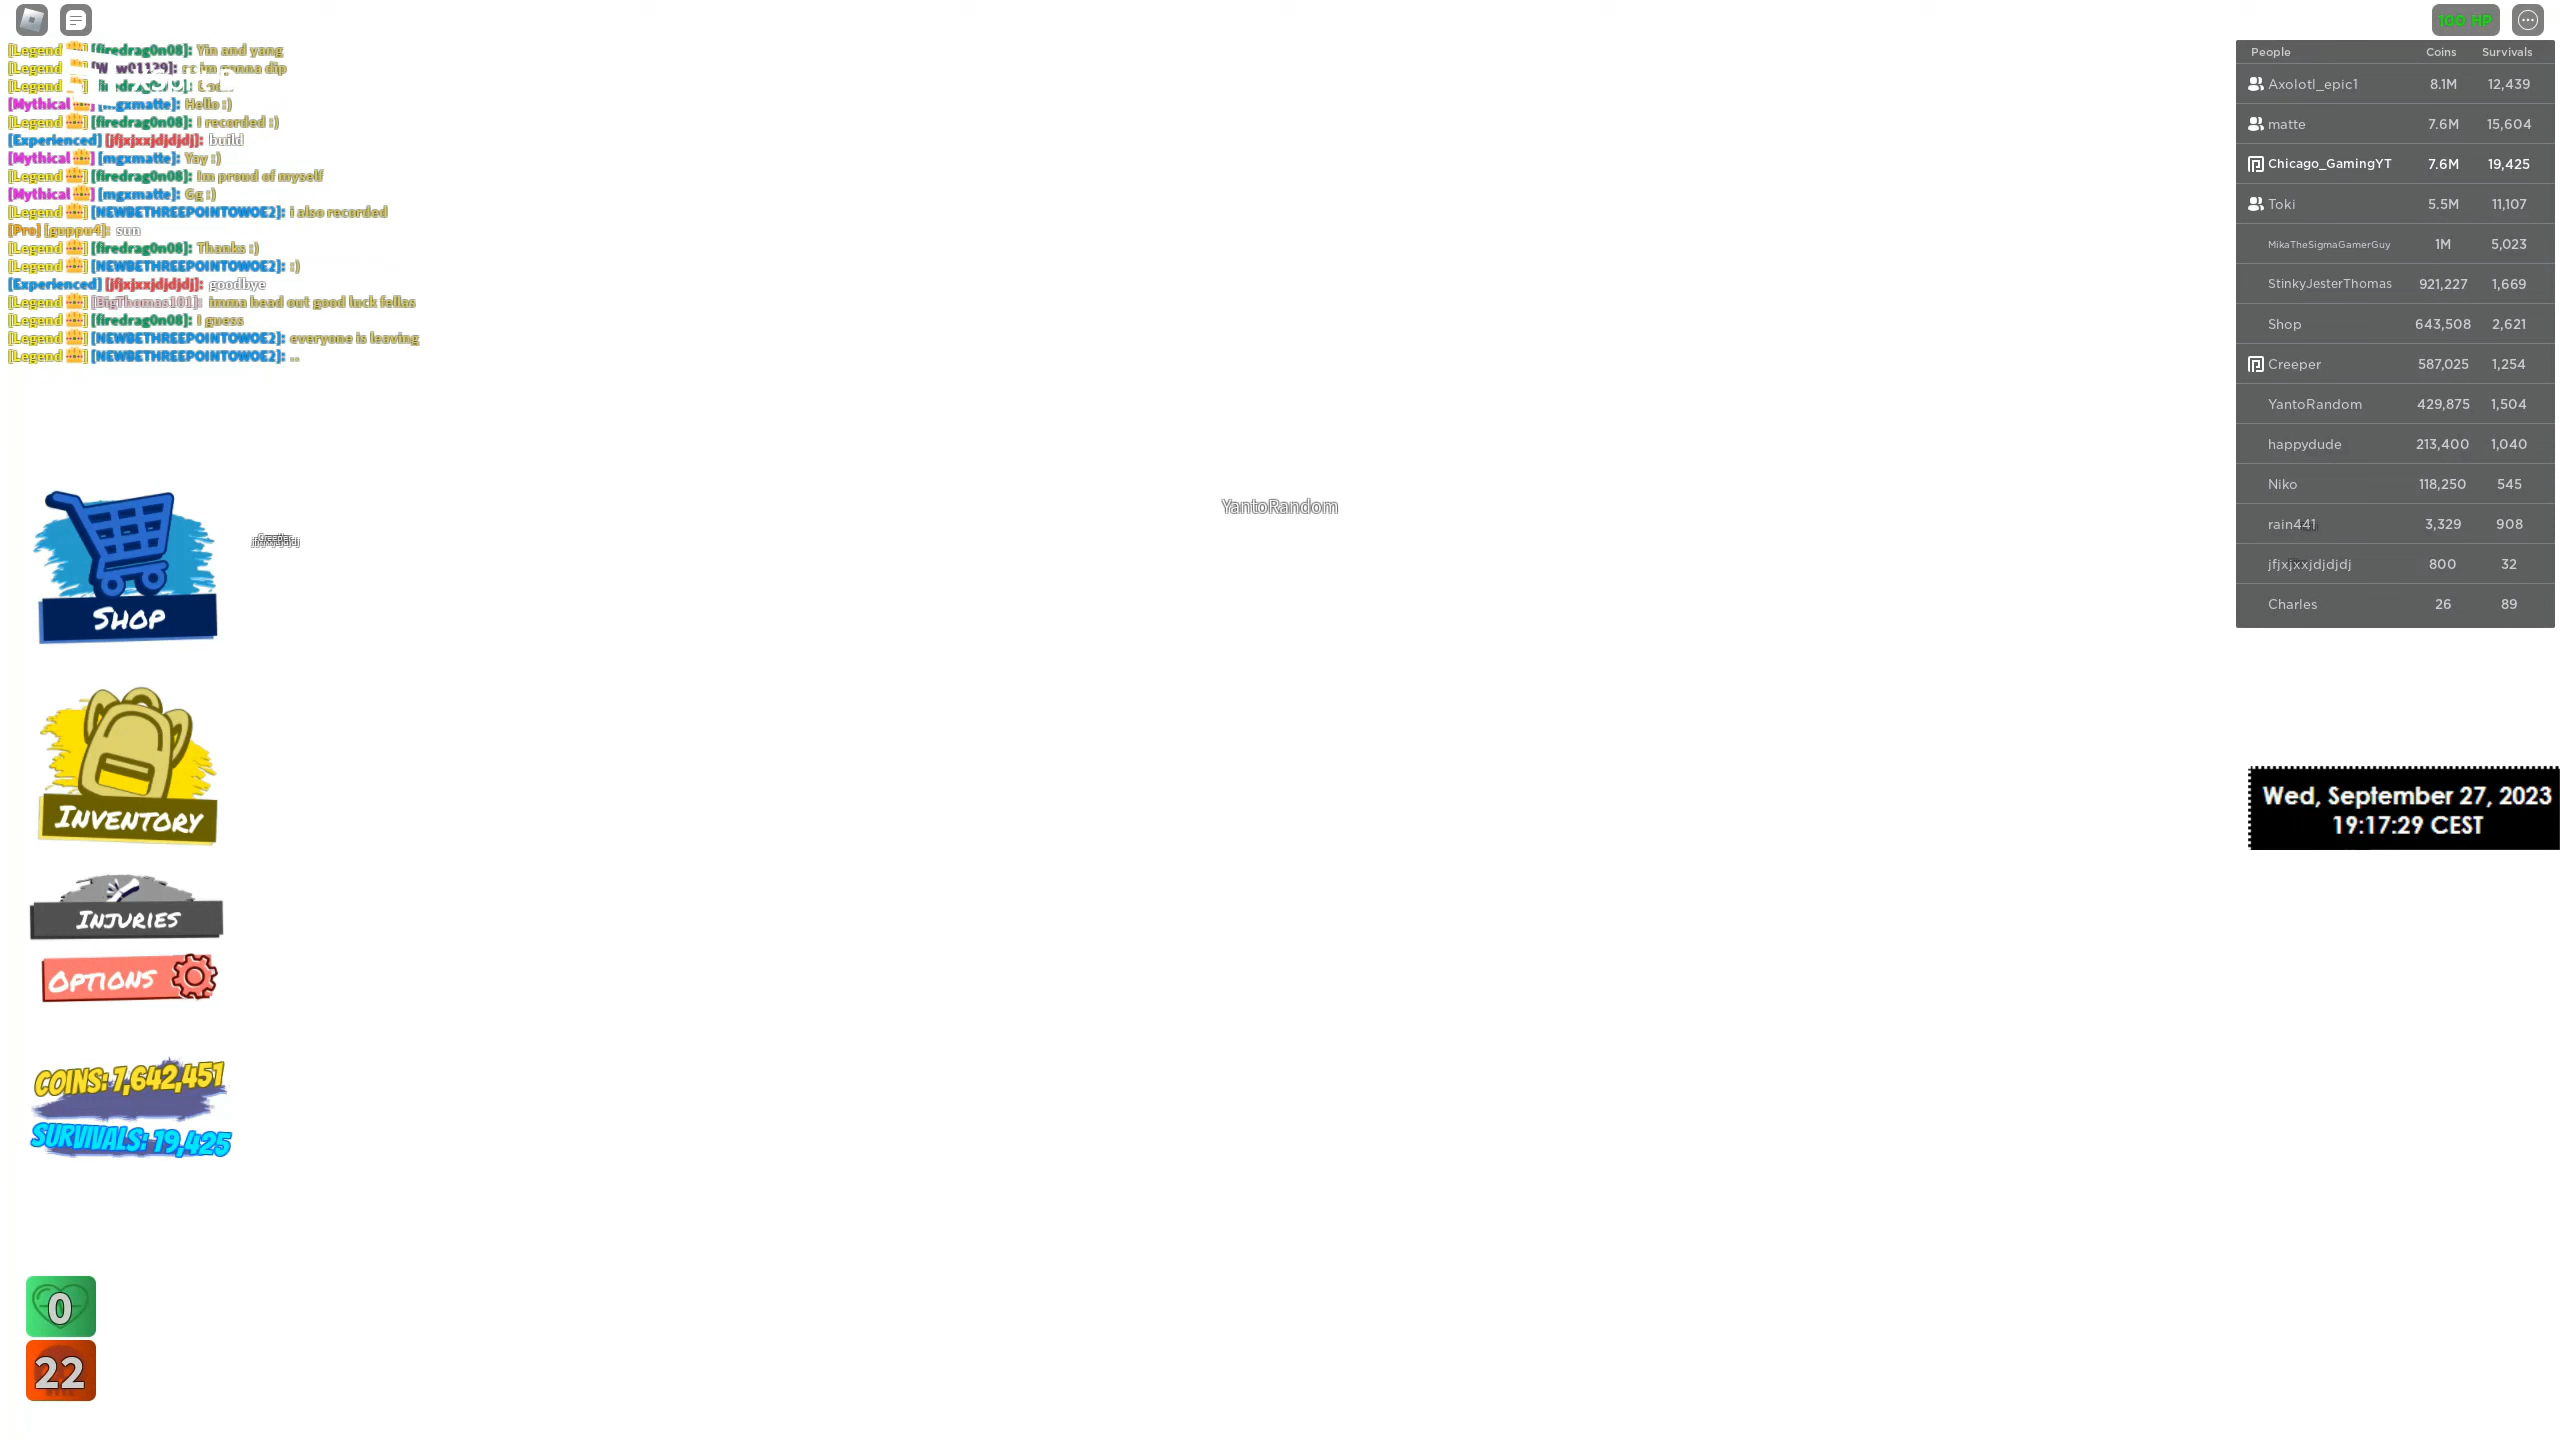 [Legend] [firedrag0n08]: Yin and yang
[Legend] im gonna dip
[Legend]
[Mythical] gxmatte]: Hello :)
[Legend] [firedrag0n08]: I recorded :)
[Experienced] [jfjxjxxjdjdjdj]: build
[Mythical] [mgxmatte]: Yay :)
[Legend] [firedrag0n08]: Im proud of myself
[Mythical] [mgxmatte]: Gg :)
[Legend] [NEWBETHREEPOINTOWOE2]: i also recorded
[Pro] [guppu4]: sun
[Legend] [firedrag0n08]: Thanks :)
[Legend] [NEWBETHREEPOINTOWOE2]: :)
[Experienced] [jfjxjxxjdjdjdj]: goodbye
[Legend] [BigThomas101]: imma head out good luck fellas
[Legend] [firedrag0n08]: I guess
[Legend] [NEWBETHREEPOINTOWOE2]: everyone is leaving
[Legend] [NEWBETHREEPOINTOWOE2]: ..
100 HP
People Coins Survivals
Axolotl_epic1 8.1M 12,439
matte 7.6M 15,604
Chicago_GamingYT 7.6M 19,425
Toki 5.5M 11,107
MikaTheSigmaGamerGuy 1M 5,023
StinkyJesterThomas 921,227 1,669
Shop 643,508 2,621
Creeper 587,025 1,254
YantoRandom 429,875 1,504
happydude 213,400 1,040
Niko 118,250 545
rain441 3,329 908
jfjxjxxjdjdjdj 800 32
Charles 26 89
YantoRandom
SHOP
INVENTORY
INJURIES
OPTIONS
Wed, September 27, 2023
19:17:29 CEST
COINS: 7,642,451
SURVIVALS: 19,425
0
22